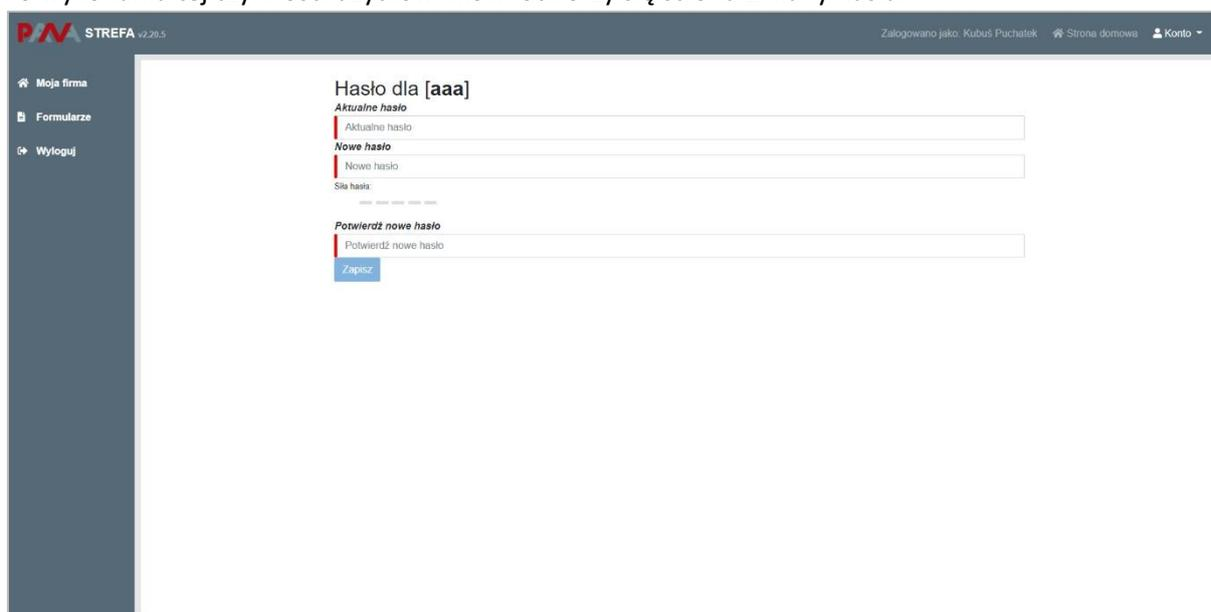 PANA STREFA v2.20.5
Zalogowano jako: Kubuś Puchatek Strona domowa Konto
Moja firma
Formularze
Wyloguj
Hasło dla [aaa]
Aktualne hasło
Aktualne hasło
Nowe hasło
Nowe hasło
Siła hasła:
Potwierdź nowe hasło
Potwierdź nowe hasło
Zapisz